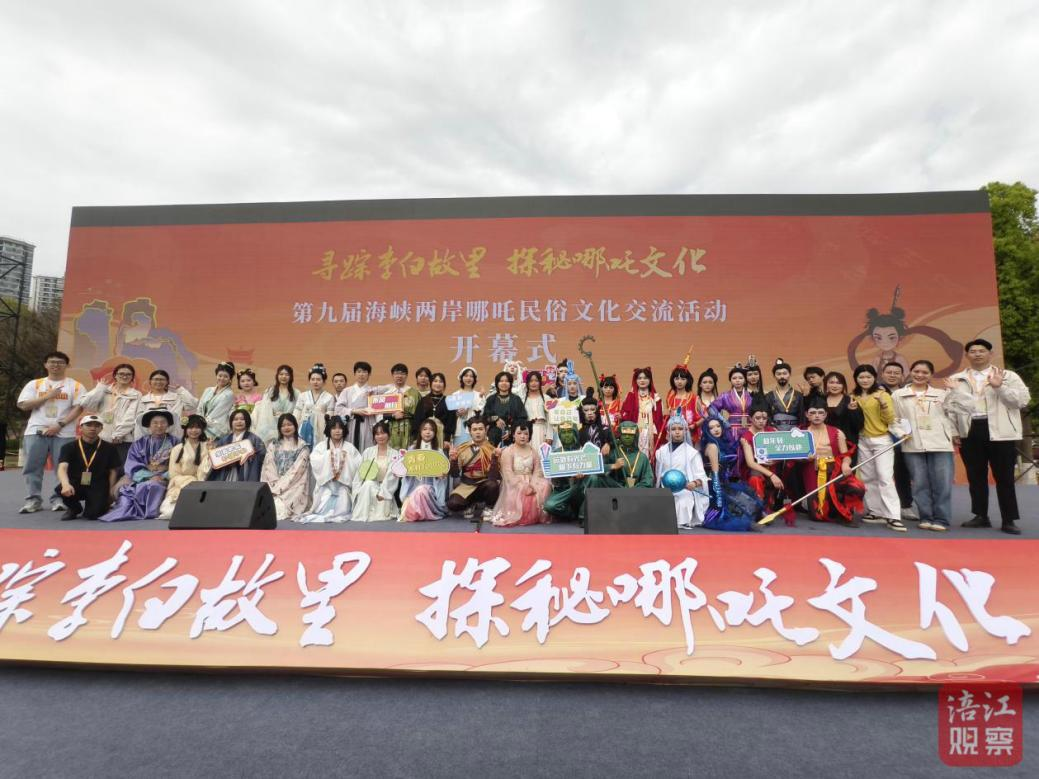 寻踪李白故里 探秘哪吒文化
第九届海峡两岸哪吒民俗文化交流活动
开幕式
踪李白故里 探秘哪吒文化
涪江
观察